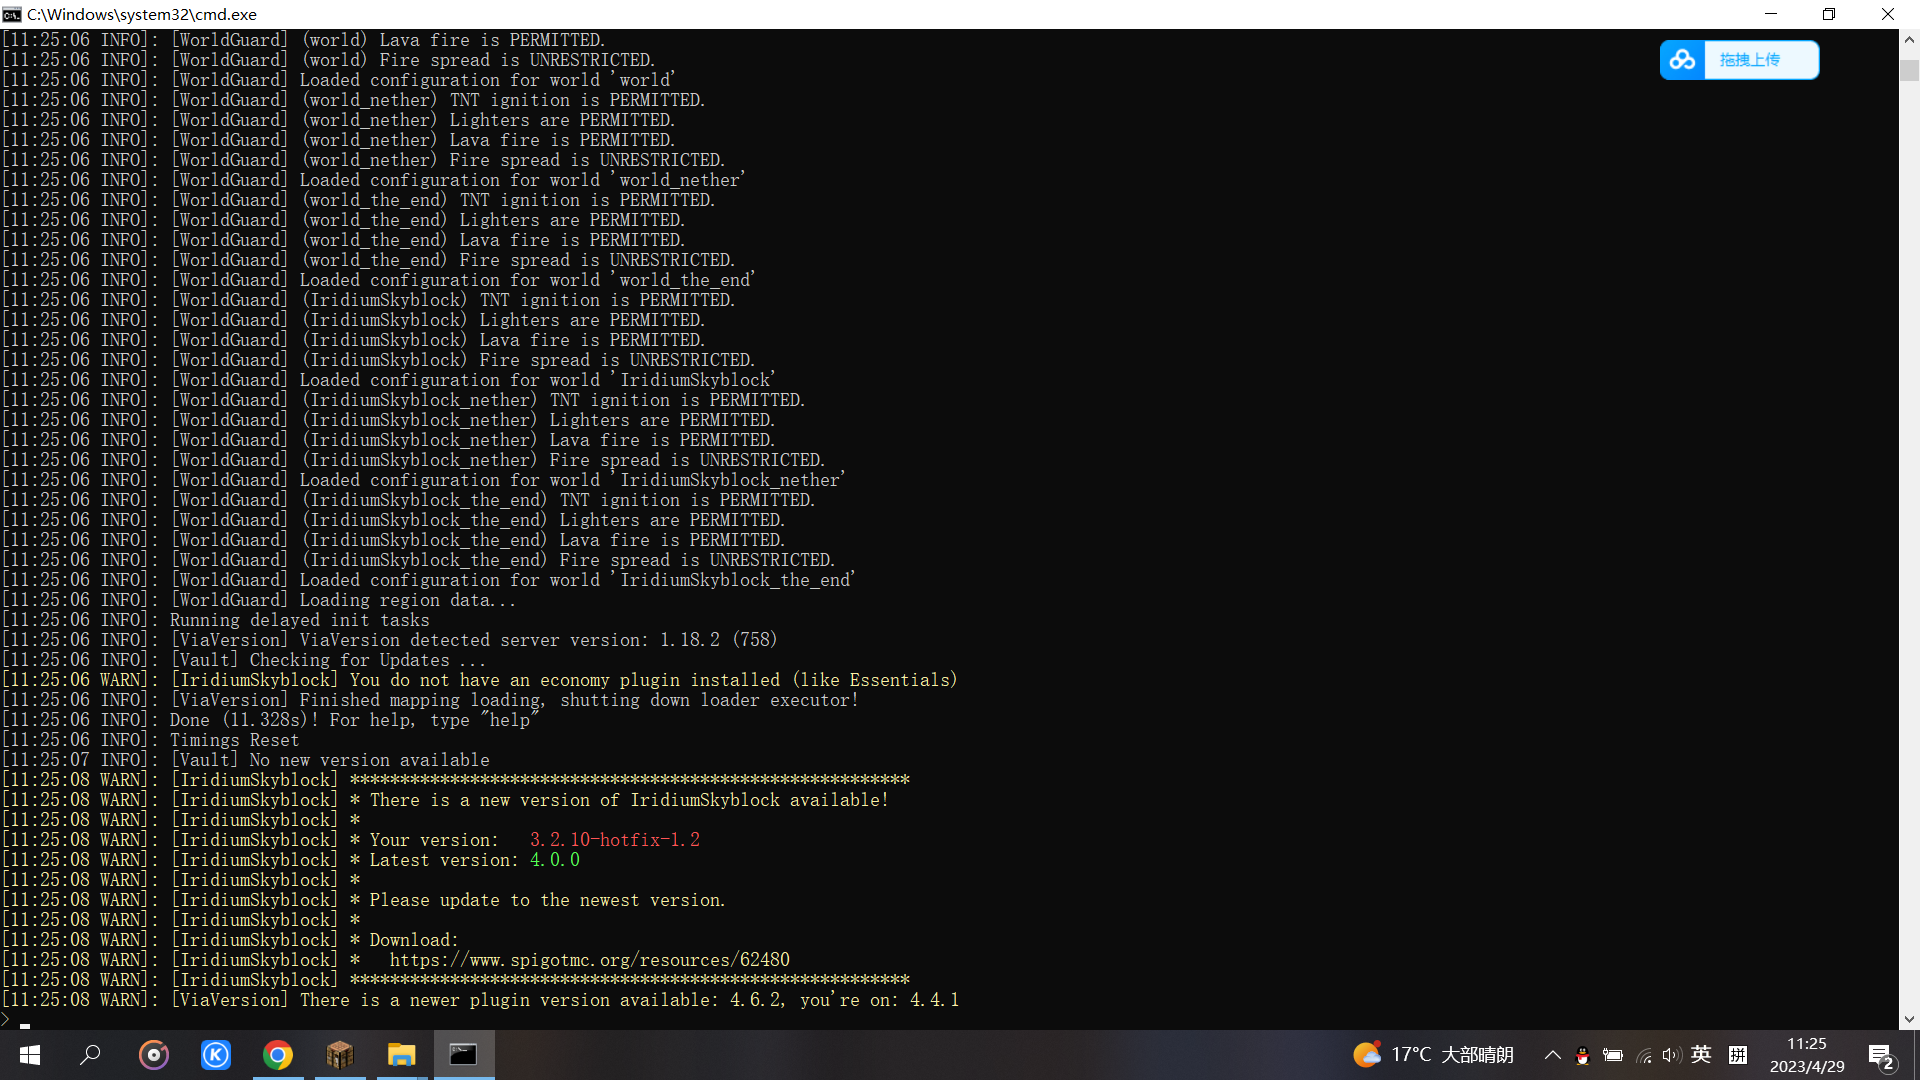 C:\Windows\system32\cmd.exe
[11:25:06 INFO]: [WorldGuard] (world) Lava fire is PERMITTED.
[11:25:06 INFO]: [WorldGuard] (world) Fire spread is UNRESTRICTED.
[11:25:06 INFO]: [WorldGuard] Loaded configuration for world 'world'
[11:25:06 INFO]: [WorldGuard] (world_nether) TNT ignition is PERMITTED.
[11:25:06 INFO]: [WorldGuard] (world_nether) Lighters are PERMITTED.
[11:25:06 INFO]: [WorldGuard] (world_nether) Lava fire is PERMITTED.
[11:25:06 INFO]: [WorldGuard] (world_nether) Fire spread is UNRESTRICTED.
[11:25:06 INFO]: [WorldGuard] Loaded configuration for world 'world_nether'
[11:25:06 INFO]: [WorldGuard] (world_the_end) TNT ignition is PERMITTED.
[11:25:06 INFO]: [WorldGuard] (world_the_end) Lighters are PERMITTED.
[11:25:06 INFO]: [WorldGuard] (world_the_end) Lava fire is PERMITTED.
[11:25:06 INFO]: [WorldGuard] (world_the_end) Fire spread is UNRESTRICTED.
[11:25:06 INFO]: [WorldGuard] Loaded configuration for world 'world_the_end'
[11:25:06 INFO]: [WorldGuard] (IridiumSkyblock) TNT ignition is PERMITTED.
[11:25:06 INFO]: [WorldGuard] (IridiumSkyblock) Lighters are PERMITTED.
[11:25:06 INFO]: [WorldGuard] (IridiumSkyblock) Lava fire is PERMITTED.
[11:25:06 INFO]: [WorldGuard] (IridiumSkyblock) Fire spread is UNRESTRICTED.
[11:25:06 INFO]: [WorldGuard] Loaded configuration for world 'IridiumSkyblock'
[11:25:06 INFO]: [WorldGuard] (IridiumSkyblock_nether) TNT ignition is PERMITTED.
[11:25:06 INFO]: [WorldGuard] (IridiumSkyblock_nether) Lighters are PERMITTED.
[11:25:06 INFO]: [WorldGuard] (IridiumSkyblock_nether) Lava fire is PERMITTED.
[11:25:06 INFO]: [WorldGuard] (IridiumSkyblock_nether) Fire spread is UNRESTRICTED.
[11:25:06 INFO]: [WorldGuard] Loaded configuration for world 'IridiumSkyblock_nether'
[11:25:06 INFO]: [WorldGuard] (IridiumSkyblock_the_end) TNT ignition is PERMITTED.
[11:25:06 INFO]: [WorldGuard] (IridiumSkyblock_the_end) Lighters are PERMITTED.
[11:25:06 INFO]: [WorldGuard] (IridiumSkyblock_the_end) Lava fire is PERMITTED.
[11:25:06 INFO]: [WorldGuard] (IridiumSkyblock_the_end) Fire spread is UNRESTRICTED.
[11:25:06 INFO]: [WorldGuard] Loaded configuration for world 'IridiumSkyblock_the_end'
[11:25:06 INFO]: [WorldGuard] Loading region data...
[11:25:06 INFO]: Running delayed init tasks
[11:25:06 INFO]: [ViaVersion] ViaVersion detected server version: 1.18.2 (758)
[11:25:06 INFO]: [Vault] Checking for Updates ...
[11:25:06 WARN]: [IridiumSkyblock] You do not have an economy plugin installed (like Essentials)
[11:25:06 INFO]: [ViaVersion] Finished mapping loading, shutting down loader executor!
[11:25:06 INFO]: Done (11.328s)! For help, type "help"
[11:25:06 INFO]: Timings Reset
[11:25:07 INFO]: [Vault] No new version available
[11:25:08 WARN]: [IridiumSkyblock] ********************************************************
[11:25:08 WARN]: [IridiumSkyblock] * There is a new version of IridiumSkyblock available!
[11:25:08 WARN]: [IridiumSkyblock] *
[11:25:08 WARN]: [IridiumSkyblock] * Your version:   3.2.10-hotfix-1.2
[11:25:08 WARN]: [IridiumSkyblock] * Latest version: 4.0.0
[11:25:08 WARN]: [IridiumSkyblock] *
[11:25:08 WARN]: [IridiumSkyblock] * Please update to the newest version.
[11:25:08 WARN]: [IridiumSkyblock] *
[11:25:08 WARN]: [IridiumSkyblock] * Download:
[11:25:08 WARN]: [IridiumSkyblock] *   https://www.spigotmc.org/resources/62480
[11:25:08 WARN]: [IridiumSkyblock] ********************************************************
[11:25:08 WARN]: [ViaVersion] There is a newer plugin version available: 4.6.2, you're on: 4.4.1
>
拖拽上传
17°C 大部晴朗
英
拼
11:25
2023/4/29
2